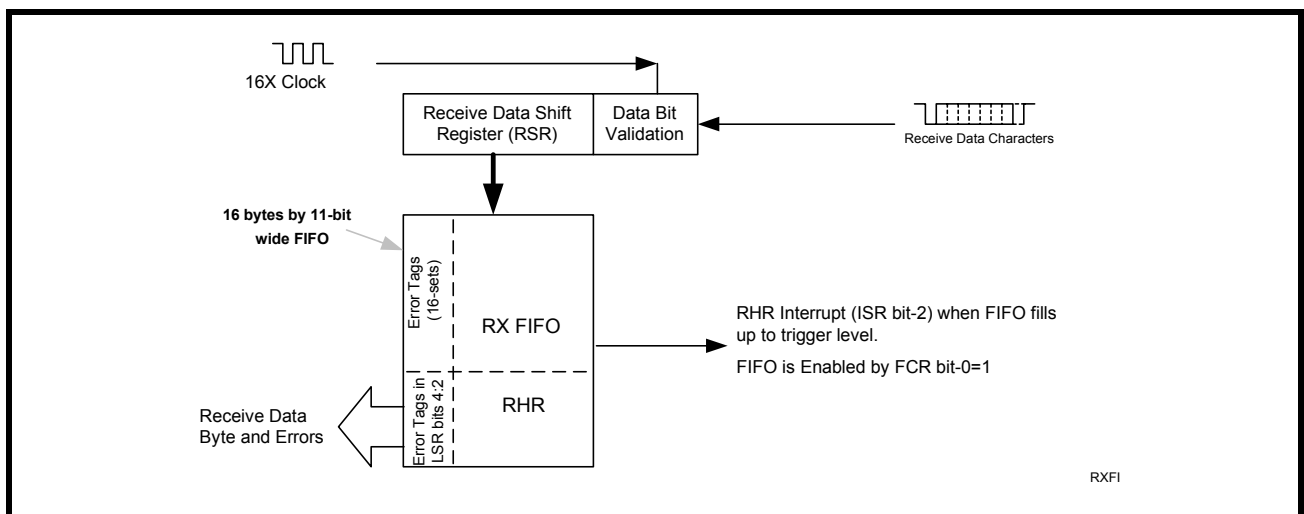 16X Clock
Receive Data Shift
Register (RSR)
Data Bit
Validation
Receive Data Characters
16 bytes by 11-bit
wide FIFO
Error Tags
(16-sets)
RX FIFO
RHR Interrupt (ISR bit-2) when FIFO fills
up to trigger level.
FIFO is Enabled by FCR bit-0=1
Error Tags in
LSR bits 4:2
RHR
Receive Data
Byte and Errors
RXFI